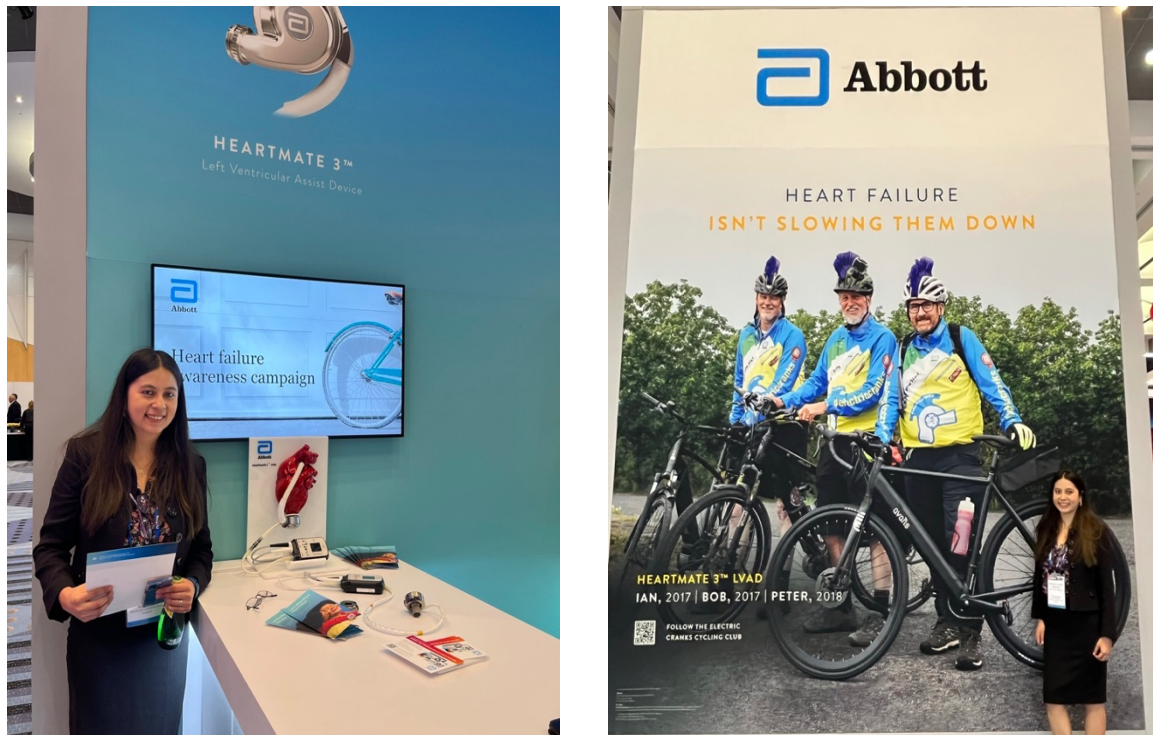 HEARTMATE 3™
Left Ventricular Assist Device
Abbott
Heart failure
awareness campaign
Abbott
Abbott
HEART FAILURE
ISN'T SLOWING THEM DOWN
HEARTMATE 3™ LVAD
IAN, 2017 | BOB, 2017 | PETER, 2018
FOLLOW THE ELECTRIC
CRANKS CYCLING CLUB